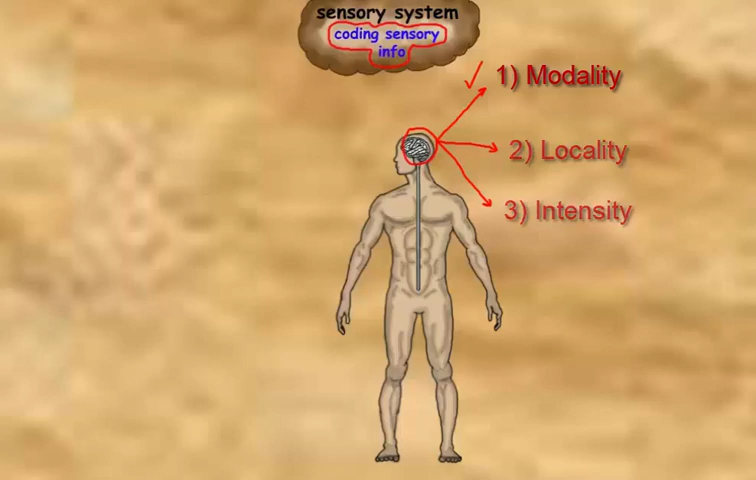 sensory system
coding sensory
info
1) Modality
2) Locality
3) Intensity